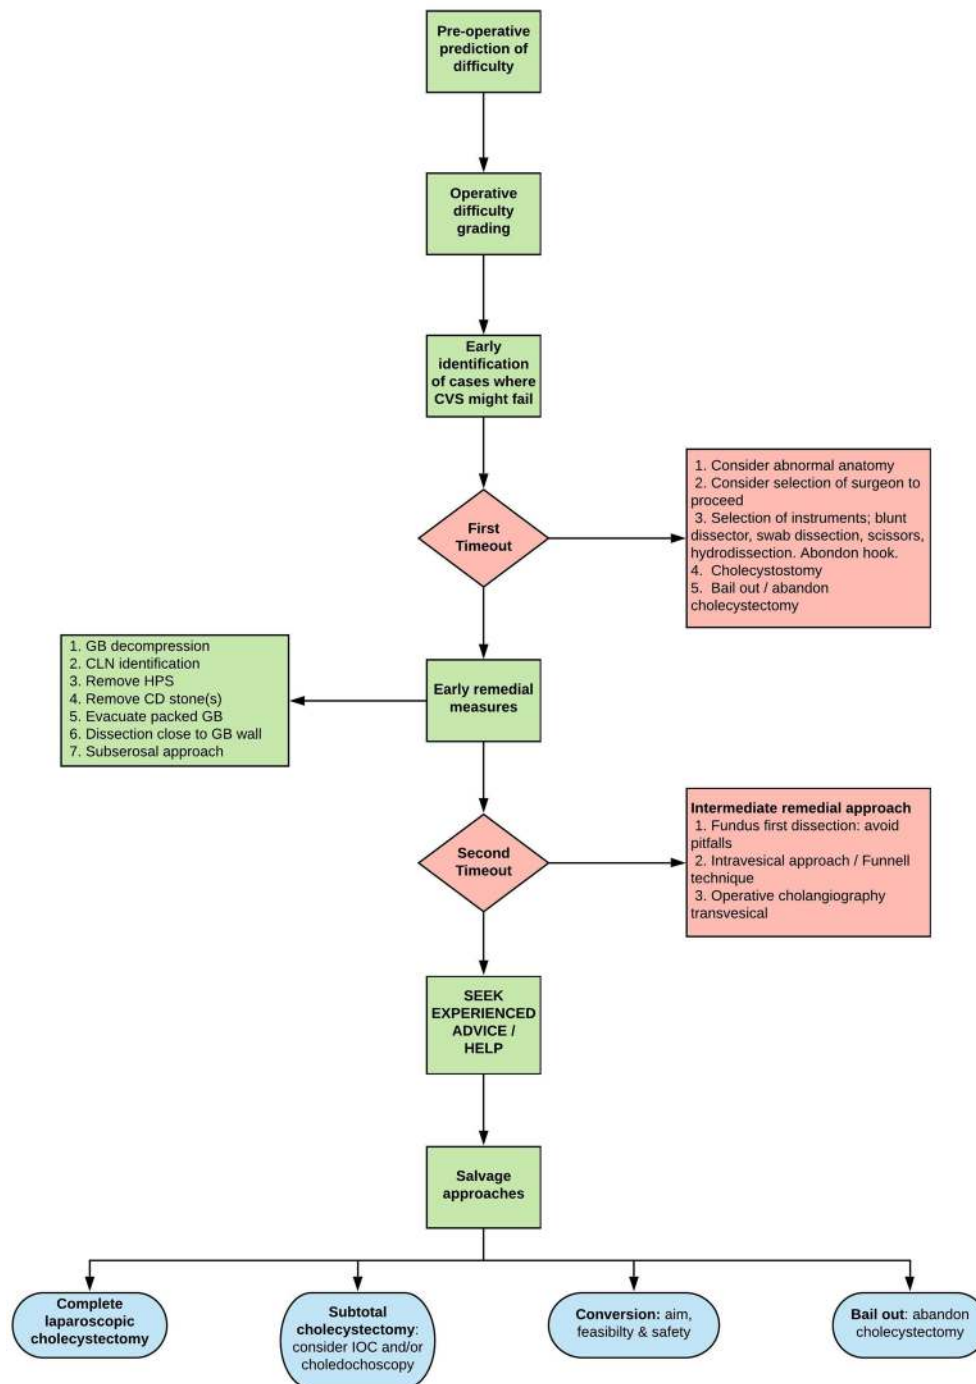 Pre-operative
prediction of
difficulty
Operative
difficulty
grading
Early
identification
of cases where
CVS might fail
First
Timeout
1. Consider abnormal anatomy
2. Consider selection of surgeon to
proceed
3. Selection of instruments; blunt
dissector, swab dissection, scissors,
hydrodissection. Abondon hook.
4. Cholecystostomy
5. Bail out / abandon
cholecystectomy
1. GB decompression
2. CLN identification
3. Remove HPS
4. Remove CD stone(s)
5. Evacuate packed GB
6. Dissection close to GB wall
7. Subserosal approach
Early remedial
measures
Second
Timeout
Intermediate remedial approach
1. Fundus first dissection: avoid
pitfalls
2. Intravesical approach / Funnell
technique
3. Operative cholangiography
transvesical
SEEK
EXPERIENCED
ADVICE /
HELP
Salvage
approaches
Complete
laparoscopic
cholecystectomy
Subtotal
cholecystectomy:
consider IOC and/or
choledochoscopy
Conversion: aim,
feasibilty & safety
Bail out: abandon
cholecystectomy